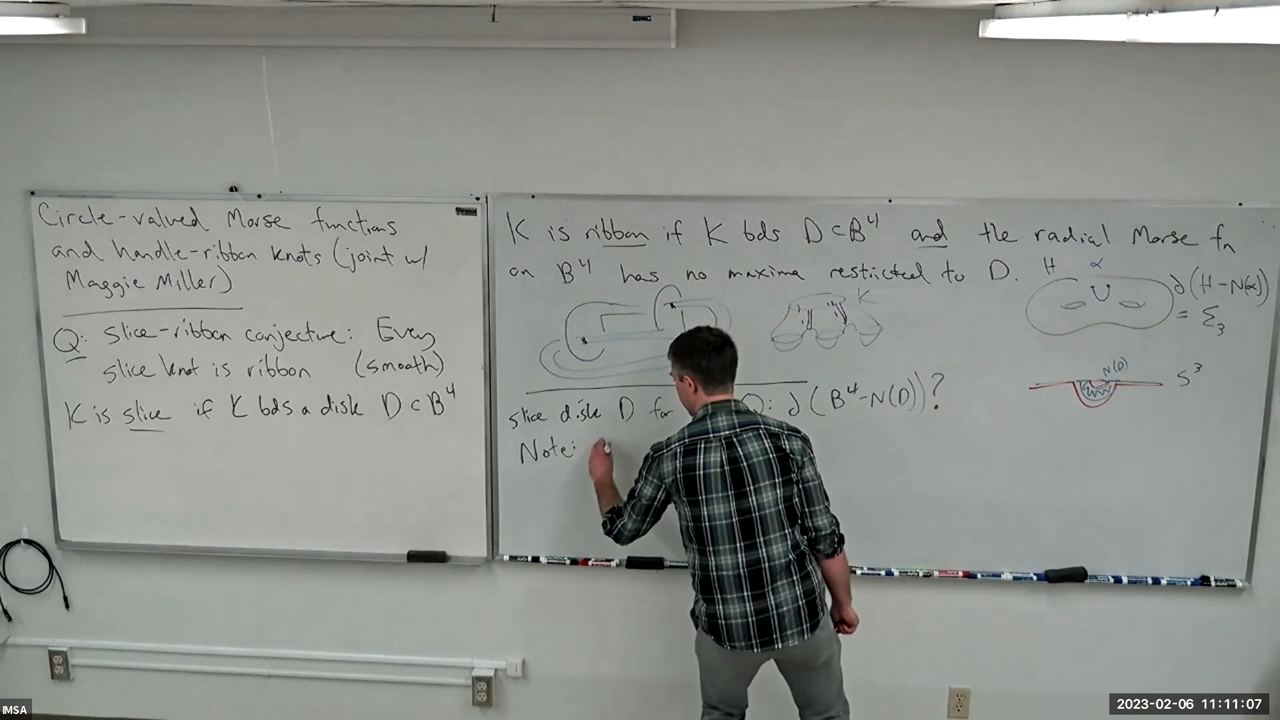 Circle-valued Morse functions
and handle-ribbon knots (joint w/
Maggie Miller)
Q: slice-ribbon conjecture: Every
slice knot is ribbon (smooth)
K is slice if K bds a disk D ⊂ B⁴
K is ribbon if K bds D ⊂ B⁴ and the radial Morse fn
on B⁴ has no maxima restricted to D.
K
H α
∂(H-N(α))
= Σ₃
N(D)
S³
slice disk D for Q: ∂(B⁴-N(D))?
Note:
IMSA
2023-02-06 11:11:07